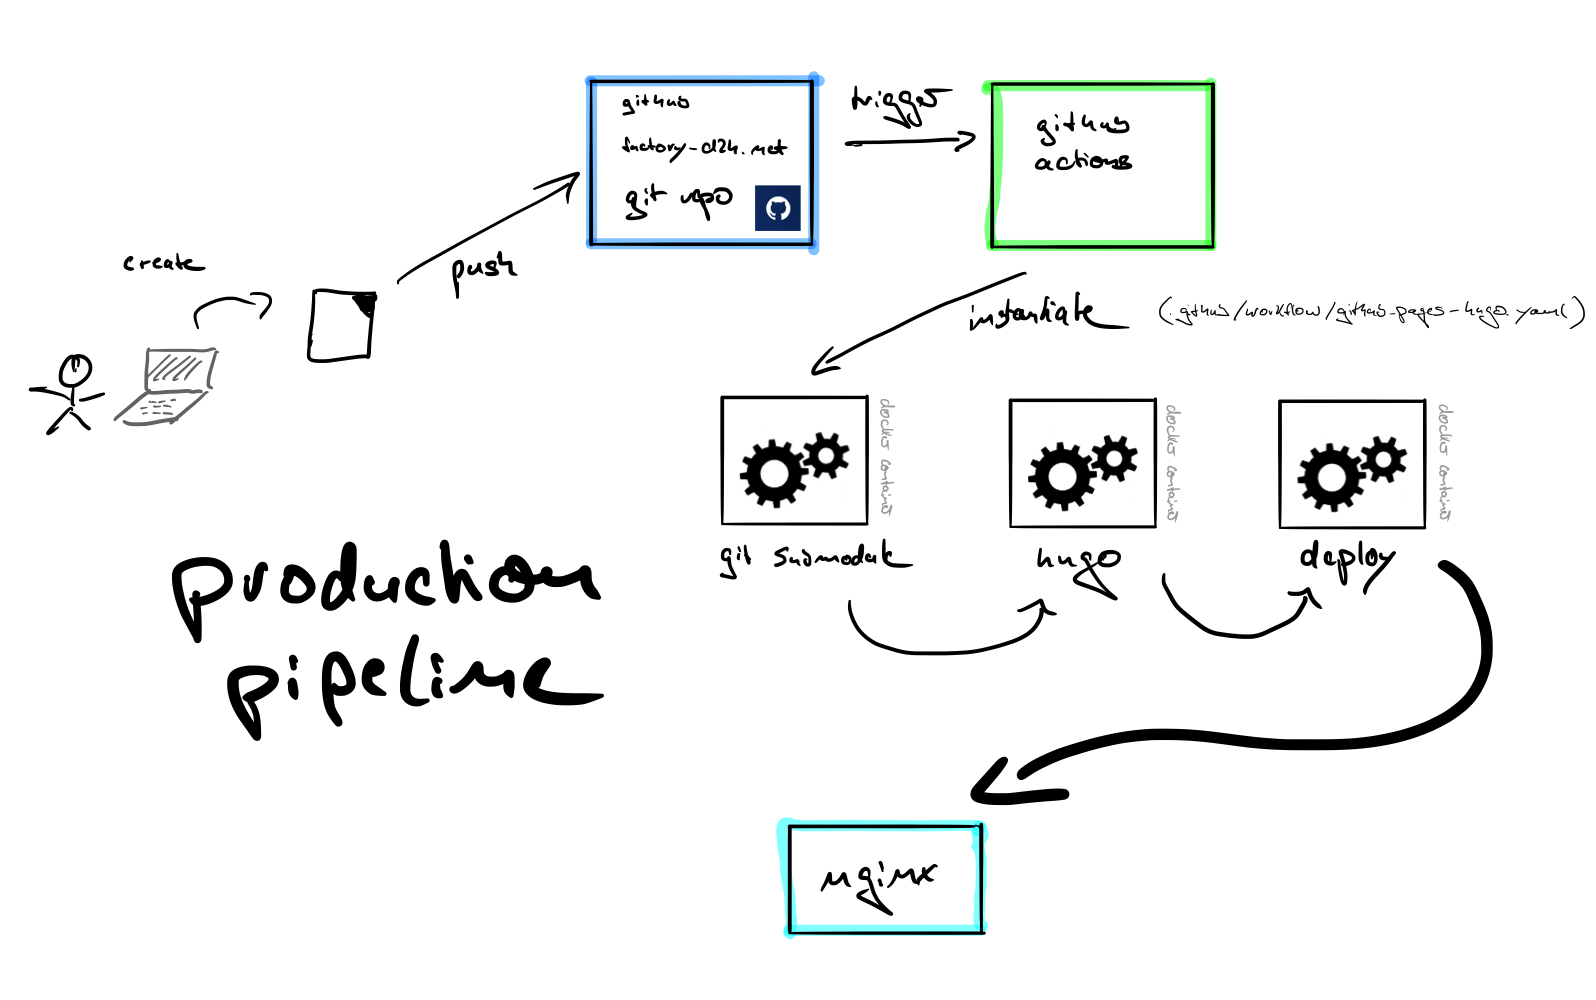 create
push
github
factory-d24.net
git repo
trigger
github
actions
instantiate
(.github/workflow/github-pages-hugo.yaml)
docker container
docker container
docker container
git submodule
hugo
deploy
production
pipeline
nginx